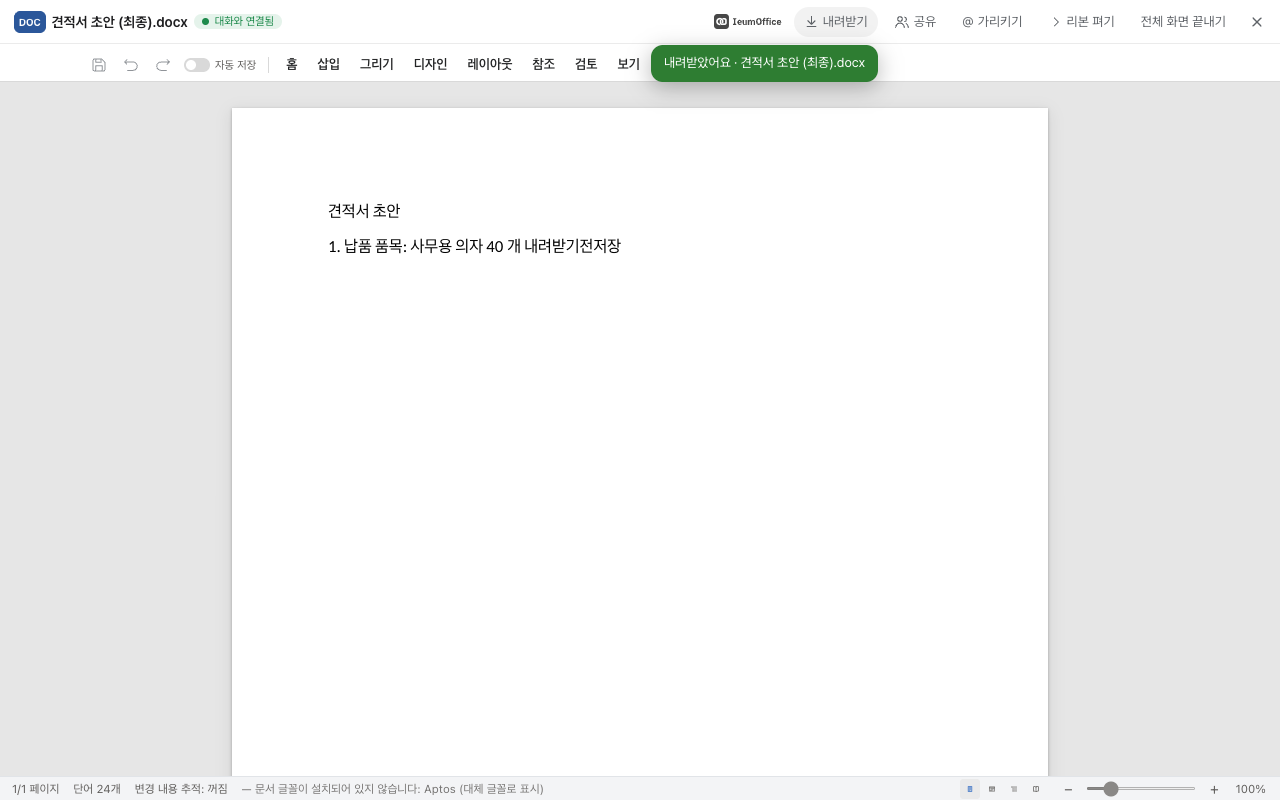 DOC 견적서 초안 (최종).docx 대화와 연결됨 IeumOffice 내려받기 공유 @ 가리키기 리본 펴기 전체 화면 끝내기
자동 저장 홈 삽입 그리기 디자인 레이아웃 참조 검토 보기 내려받았어요 · 견적서 초안 (최종).docx
견적서 초안
1. 납품 품목: 사무용 의자 40 개 내려받기전저장
1/1 페이지 단어 24개 변경 내용 추적: 꺼짐 — 문서 글꼴이 설치되어 있지 않습니다: Aptos (대체 글꼴로 표시) 100%